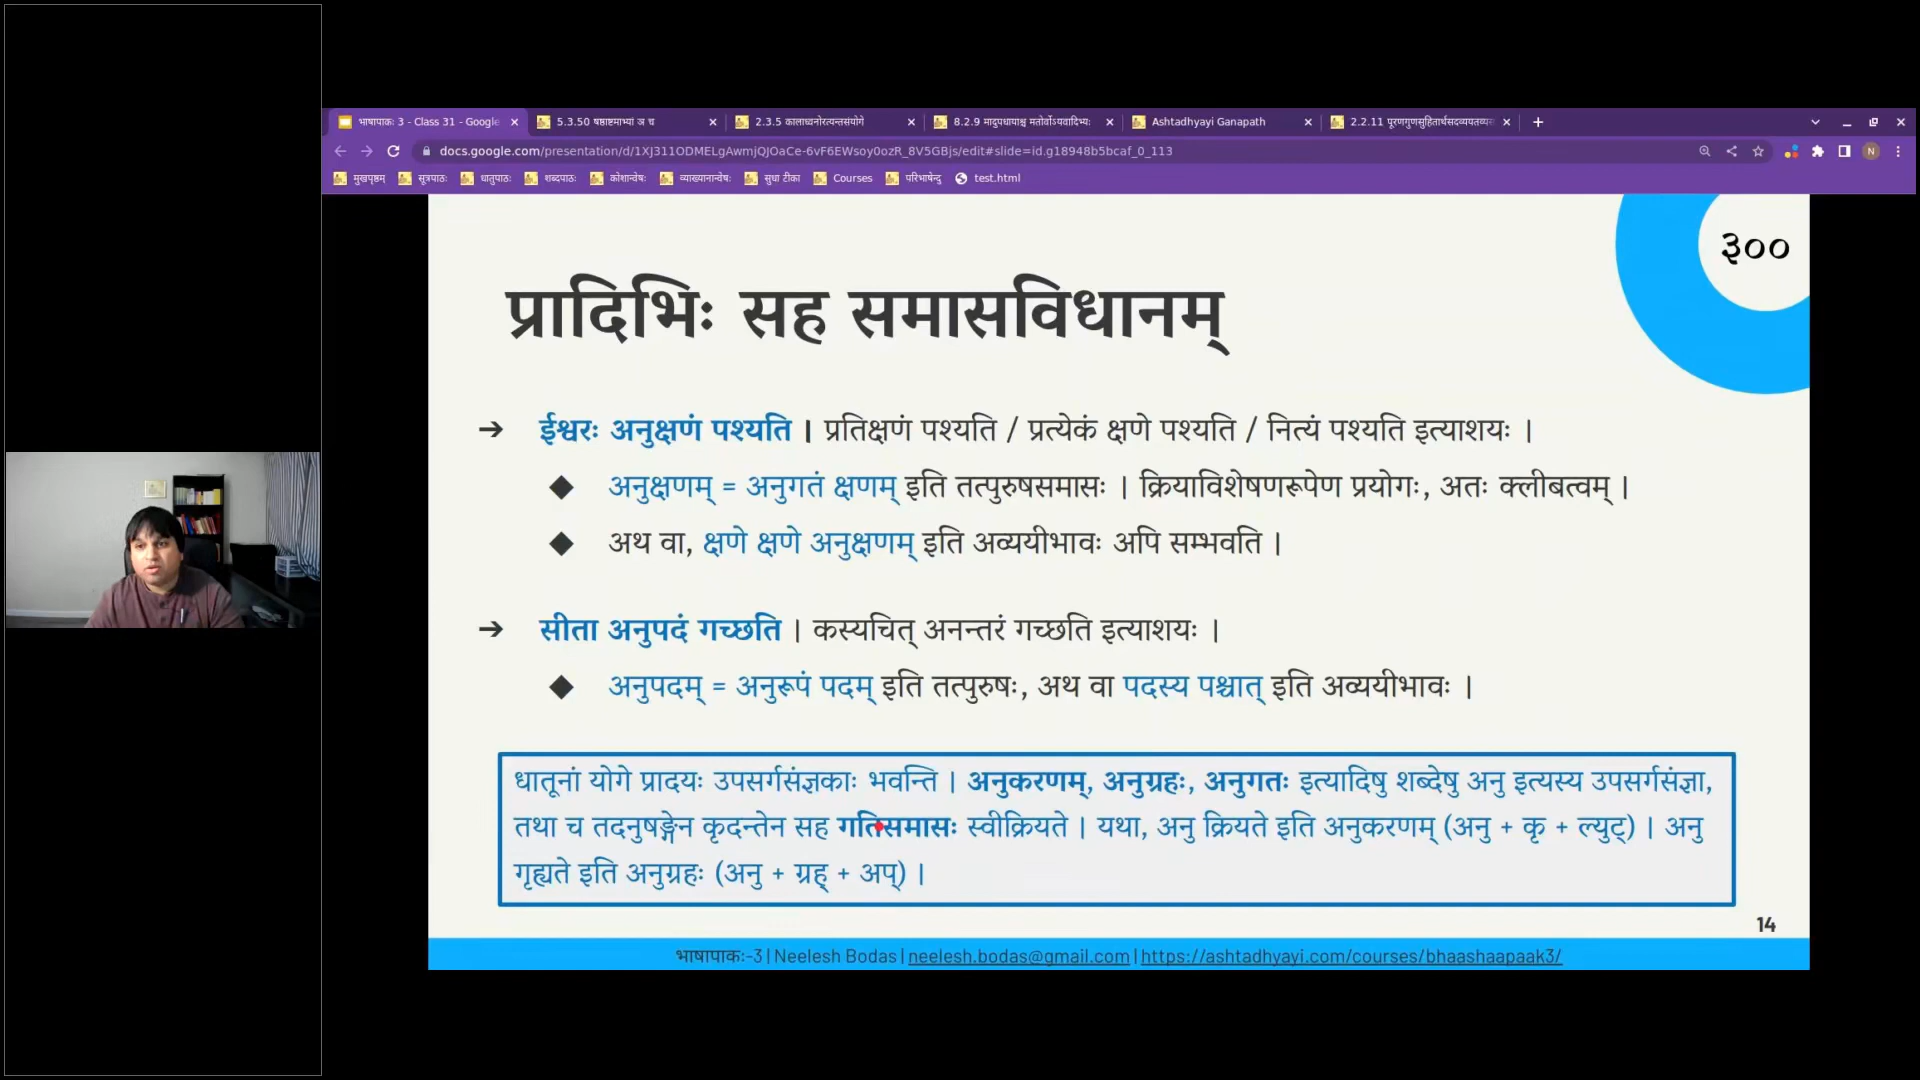 भाषापाकः 3 - Class 31 - Google
5.3.50 षष्ठाष्टमाभ्यां ञ च
2.3.5 कालाध्वनोरत्यन्तसंयोगे
8.2.9 मादुपधायाश्च मतोर्वोऽयवादिभ्यः
Ashtadhyayi Ganapath
2.2.11 पूरणगुणसुहितार्थसदव्ययतव्य
docs.google.com/presentation/d/1XJ311ODMELgAwmjQJOaCe-6vF6EWsoy0ozR_8V5GBjs/edit#slide=id.g18948b5bcaf_0_113
N
मुखपृष्ठम् सूत्रपाठः धातुपाठः शब्दपाठः कोशान्वेषः व्याख्यानान्वेषः सुधा टीका Courses परिभाषेन्दु test.html
३००
प्रादिभिः सह समासविधानम्
➔ ईश्वरः अनुक्षणं पश्यति । प्रतिक्षणं पश्यति / प्रत्येकं क्षणे पश्यति / नित्यं पश्यति इत्याशयः ।
◆ अनुक्षणम् = अनुगतं क्षणम् इति तत्पुरुषसमासः । क्रियाविशेषणरूपेण प्रयोगः, अतः क्लीबत्वम् ।
◆ अथ वा, क्षणे क्षणे अनुक्षणम् इति अव्ययीभावः अपि सम्भवति ।
➔ सीता अनुपदं गच्छति । कस्यचित् अनन्तरं गच्छति इत्याशयः ।
◆ अनुपदम् = अनुरूपं पदम् इति तत्पुरुषः, अथ वा पदस्य पश्चात् इति अव्ययीभावः ।
धातूनां योगे प्रादयः उपसर्गसंज्ञकाः भवन्ति । अनुकरणम्, अनुग्रहः, अनुगतः इत्यादिषु शब्देषु अनु इत्यस्य उपसर्गसंज्ञा,
तथा च तदनुषङ्गेन कृदन्तेन सह गतिसमासः स्वीक्रियते । यथा, अनु क्रियते इति अनुकरणम् (अनु + कृ + ल्युट्) । अनु
गृह्यते इति अनुग्रहः (अनु + ग्रह् + अप्) ।
14
भाषापाकः-3 | Neelesh Bodas | neelesh.bodas@gmail.com | https://ashtadhyayi.com/courses/bhaashaapaak3/